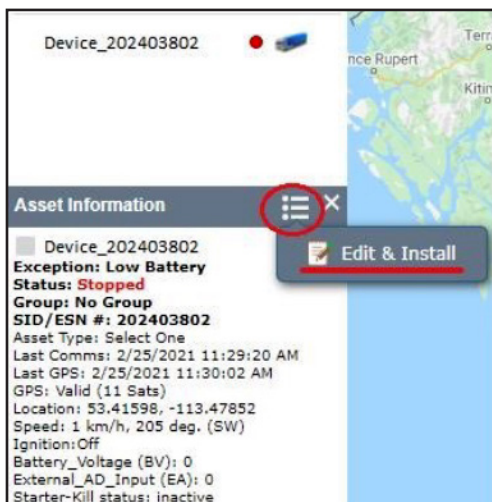 Device_202403802
Terr
nce Rupert
Kitim
Asset Information
Edit & Install
Device_202403802
Exception: Low Battery
Status: Stopped
Group: No Group
SID/ESN #: 202403802
Asset Type: Select One
Last Comms: 2/25/2021 11:29:20 AM
Last GPS: 2/25/2021 11:30:02 AM
GPS: Valid (11 Sats)
Location: 53.41598, -113.47852
Speed: 1 km/h, 205 deg. (SW)
Ignition:Off
Battery_Voltage (BV): 0
External_AD_Input (EA): 0
Starter-Kill status: inactive